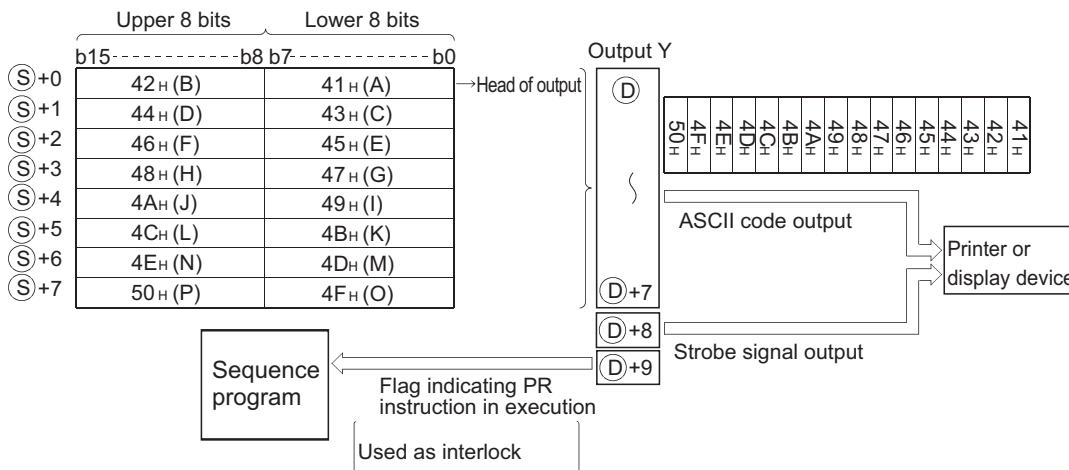 Upper 8 bits Lower 8 bits
b15 b8 b7 b0
Output Y
S+0 42H(B) 41H(A) →Head of output D
S+1 44H(D) 43H(C)
S+2 46H(F) 45H(E)
S+3 48H(H) 47H(G)
S+4 4AH(J) 49H(I)
S+5 4CH(L) 4BH(K)
S+6 4EH(N) 4DH(M)
S+7 50H(P) 4FH(O)
50H 4FH 4EH 4DH 4CH 4BH 4AH 49H 48H 47H 46H 45H 44H 43H 42H 41H
ASCII code output
Printer or
display device
D+7
D+8
Strobe signal output
D+9
Sequence
program
Flag indicating PR
instruction in execution
Used as interlock